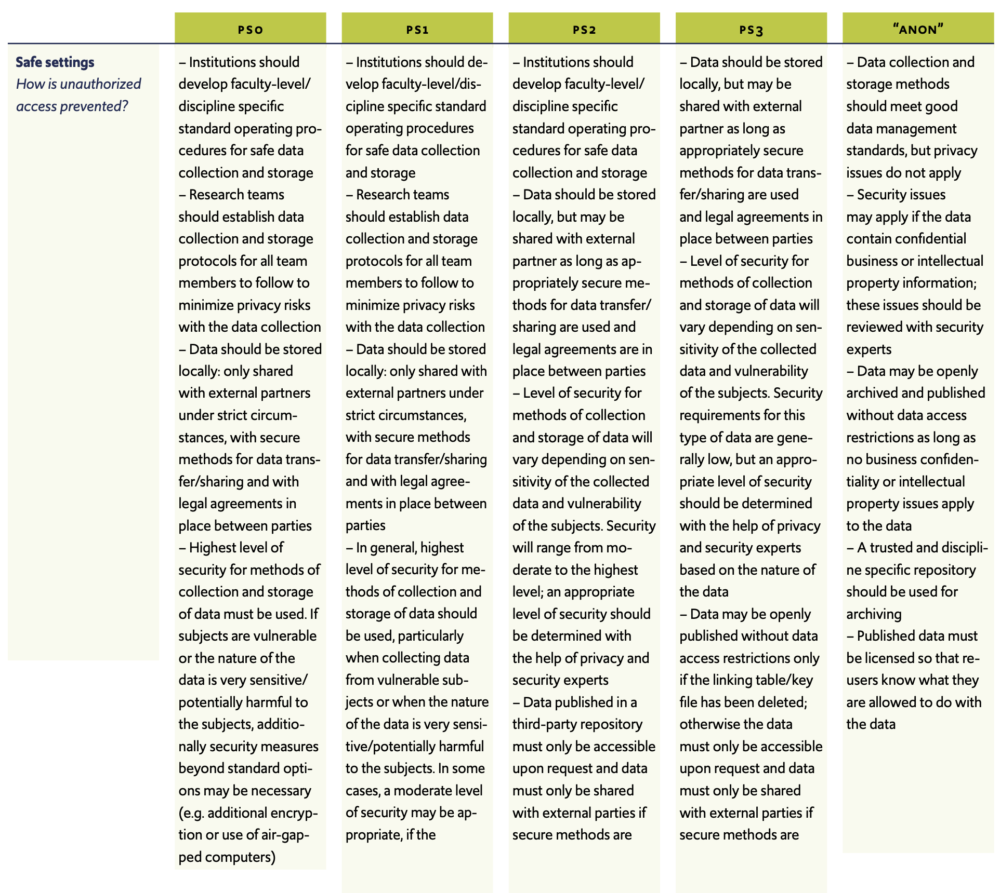 PS0
PS1
PS2
PS3
“ANON”
Safe settings
How is unauthorized
access prevented?
– Institutions should
develop faculty-level/
discipline specific
standard operating pro-
cedures for safe data
collection and storage
– Research teams
should establish data
collection and storage
protocols for all team
members to follow to
minimize privacy risks
with the data collection
– Data should be stored
locally: only shared
with external partners
under strict circum-
stances, with secure
methods for data trans-
fer/sharing and with
legal agreements in
place between parties
– Highest level of
security for methods of
collection and storage
of data must be used. If
subjects are vulnerable
or the nature of the
data is very sensitive/
potentially harmful to
the subjects, additio-
nally security measures
beyond standard opti-
ons may be necessary
(e.g. additional encryp-
tion or use of air-gap-
ped computers)
– Institutions should de-
velop faculty-level/dis-
cipline specific standard
operating procedures
for safe data collection
and storage
– Research teams
should establish data
collection and storage
protocols for all team
members to follow to
minimize privacy risks
with the data collection
– Data should be stored
locally: only shared with
external partners under
strict circumstances,
with secure methods
for data transfer/sharing
and with legal agree-
ments in place between
parties
– In general, highest
level of security for me-
thods of collection and
storage of data should
be used, particularly
when collecting data
from vulnerable sub-
jects or when the nature
of the data is very sensi-
tive/potentially harmful
to the subjects. In some
cases, a moderate level
of security may be ap-
propriate, if the
– Institutions should
develop faculty-level/
discipline specific
standard operating pro-
cedures for safe data
collection and storage
– Data should be stored
locally, but may be
shared with external
partner as long as ap-
propriately secure me-
thods for data transfer/
sharing are used and
legal agreements are in
place between parties
– Level of security for
methods of collection
and storage of data will
vary depending on sen-
sitivity of the collected
data and vulnerability
of the subjects. Security
will range from mo-
derate to the highest
level; an appropriate
level of security should
be determined with
the help of privacy and
security experts
– Data published in a
third-party repository
must only be accessible
upon request and data
must only be shared
with external parties if
secure methods are
– Data should be stored
locally, but may be
shared with external
partner as long as
appropriately secure
methods for data trans-
fer/sharing are used
and legal agreements in
place between parties
– Level of security for
methods of collection
and storage of data will
vary depending on sen-
sitivity of the collected
data and vulnerability
of the subjects. Security
requirements for this
type of data are gene-
rally low, but an appro-
priate level of security
should be determined
with the help of privacy
and security experts
based on the nature of
the data
– Data may be openly
published without data
access restrictions only
if the linking table/key
file has been deleted;
otherwise the data
must only be accessible
upon request and data
must only be shared
with external parties if
secure methods are
– Data collection and
storage methods
should meet good
data management
standards, but privacy
issues do not apply
– Security issues
may apply if the data
contain confidential
business or intellectual
property information;
these issues should be
reviewed with security
experts
– Data may be openly
archived and published
without data access
restrictions as long as
no business confiden-
tiality or intellectual
property issues apply
to the data
– A trusted and discipli-
ne specific repository
should be used for
archiving
– Published data must
be licensed so that re-
users know what they
are allowed to do with
the data